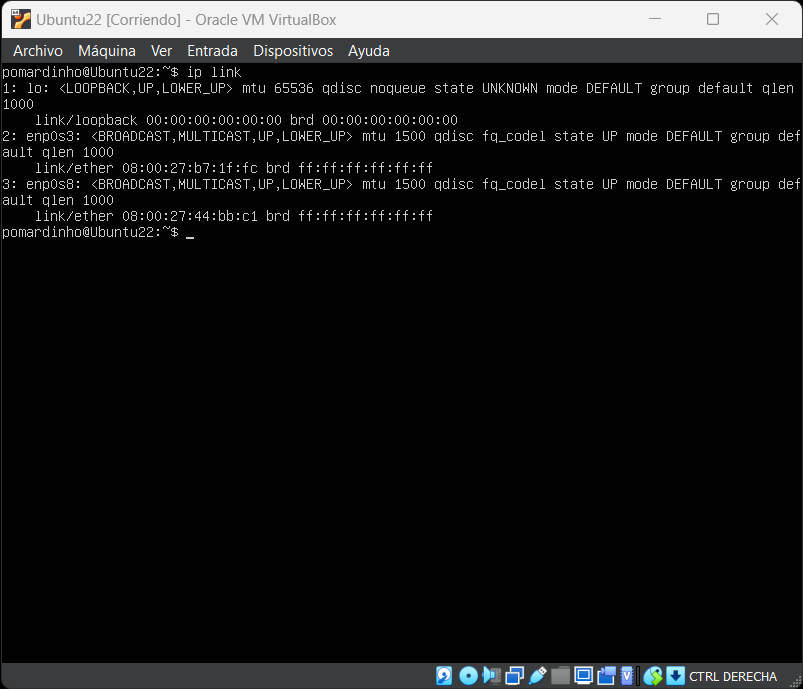 Ubuntu22 [Corriendo] - Oracle VM VirtualBox
Archivo Máquina Ver Entrada Dispositivos Ayuda
pomardinho@Ubuntu22:~$ ip link
1: lo: <LOOPBACK,UP,LOWER_UP> mtu 65536 qdisc noqueue state UNKNOWN mode DEFAULT group default qlen
1000
    link/loopback 00:00:00:00:00:00 brd 00:00:00:00:00:00
2: enp0s3: <BROADCAST,MULTICAST,UP,LOWER_UP> mtu 1500 qdisc fq_codel state UP mode DEFAULT group def
ault qlen 1000
    link/ether 08:00:27:b7:1f:fc brd ff:ff:ff:ff:ff:ff
3: enp0s8: <BROADCAST,MULTICAST,UP,LOWER_UP> mtu 1500 qdisc fq_codel state UP mode DEFAULT group def
ault qlen 1000
    link/ether 08:00:27:44:bb:c1 brd ff:ff:ff:ff:ff:ff
pomardinho@Ubuntu22:~$ _
CTRL DERECHA